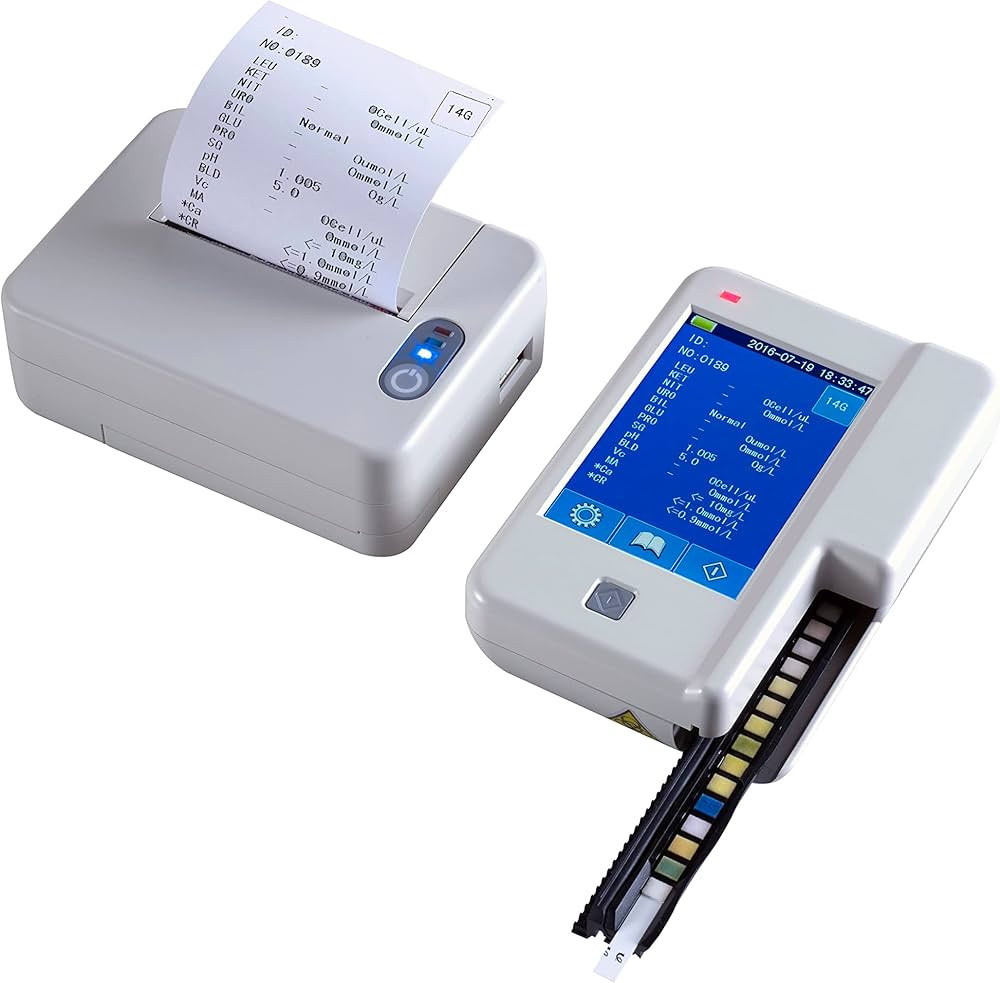 ID:
NO:0189
14G
LEU - 0Cell/uL
KET - 0mmol/L
NIT -
URO Normal
BIL - 0umol/L
GLU - 0mmol/L
PRO - 0g/L
SG 1.005
pH 5.0
BLD - 0Cell/uL
Vc - 0mmol/L
MA <= 10mg/L
*Ca <=1.0mmol/L
*CR <=0.9mmol/L
2016-07-19 18:33:47
ID:
NO:0189
14G
LEU - 0Cell/uL
KET - 0mmol/L
NIT -
URO Normal
BIL - 0umol/L
GLU - 0mmol/L
PRO - 0g/L
SG 1.005
pH 5.0
BLD - 0Cell/uL
Vc - 0mmol/L
MA <= 10mg/L
*Ca <=1.0mmol/L
*CR <=0.9mmol/L